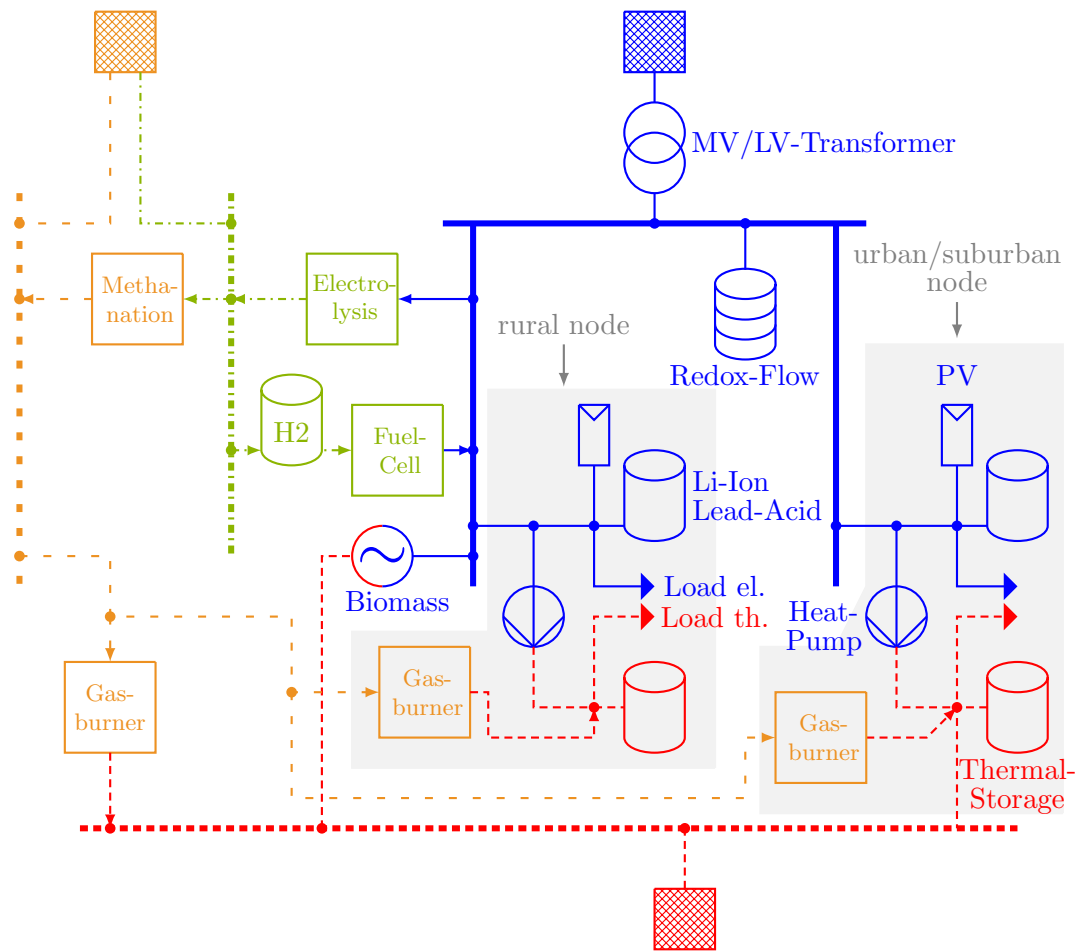 MV/LV-Transformer
urban/suburban
node
Metha-
nation
Electro-
lysis
rural node
Redox-Flow
PV
H2
Fuel-
Cell
Li-Ion
Lead-Acid
Biomass
Load el.
Load th.
Heat-
Pump
Gas-
burner
Gas-
burner
Gas-
burner
Thermal-
Storage